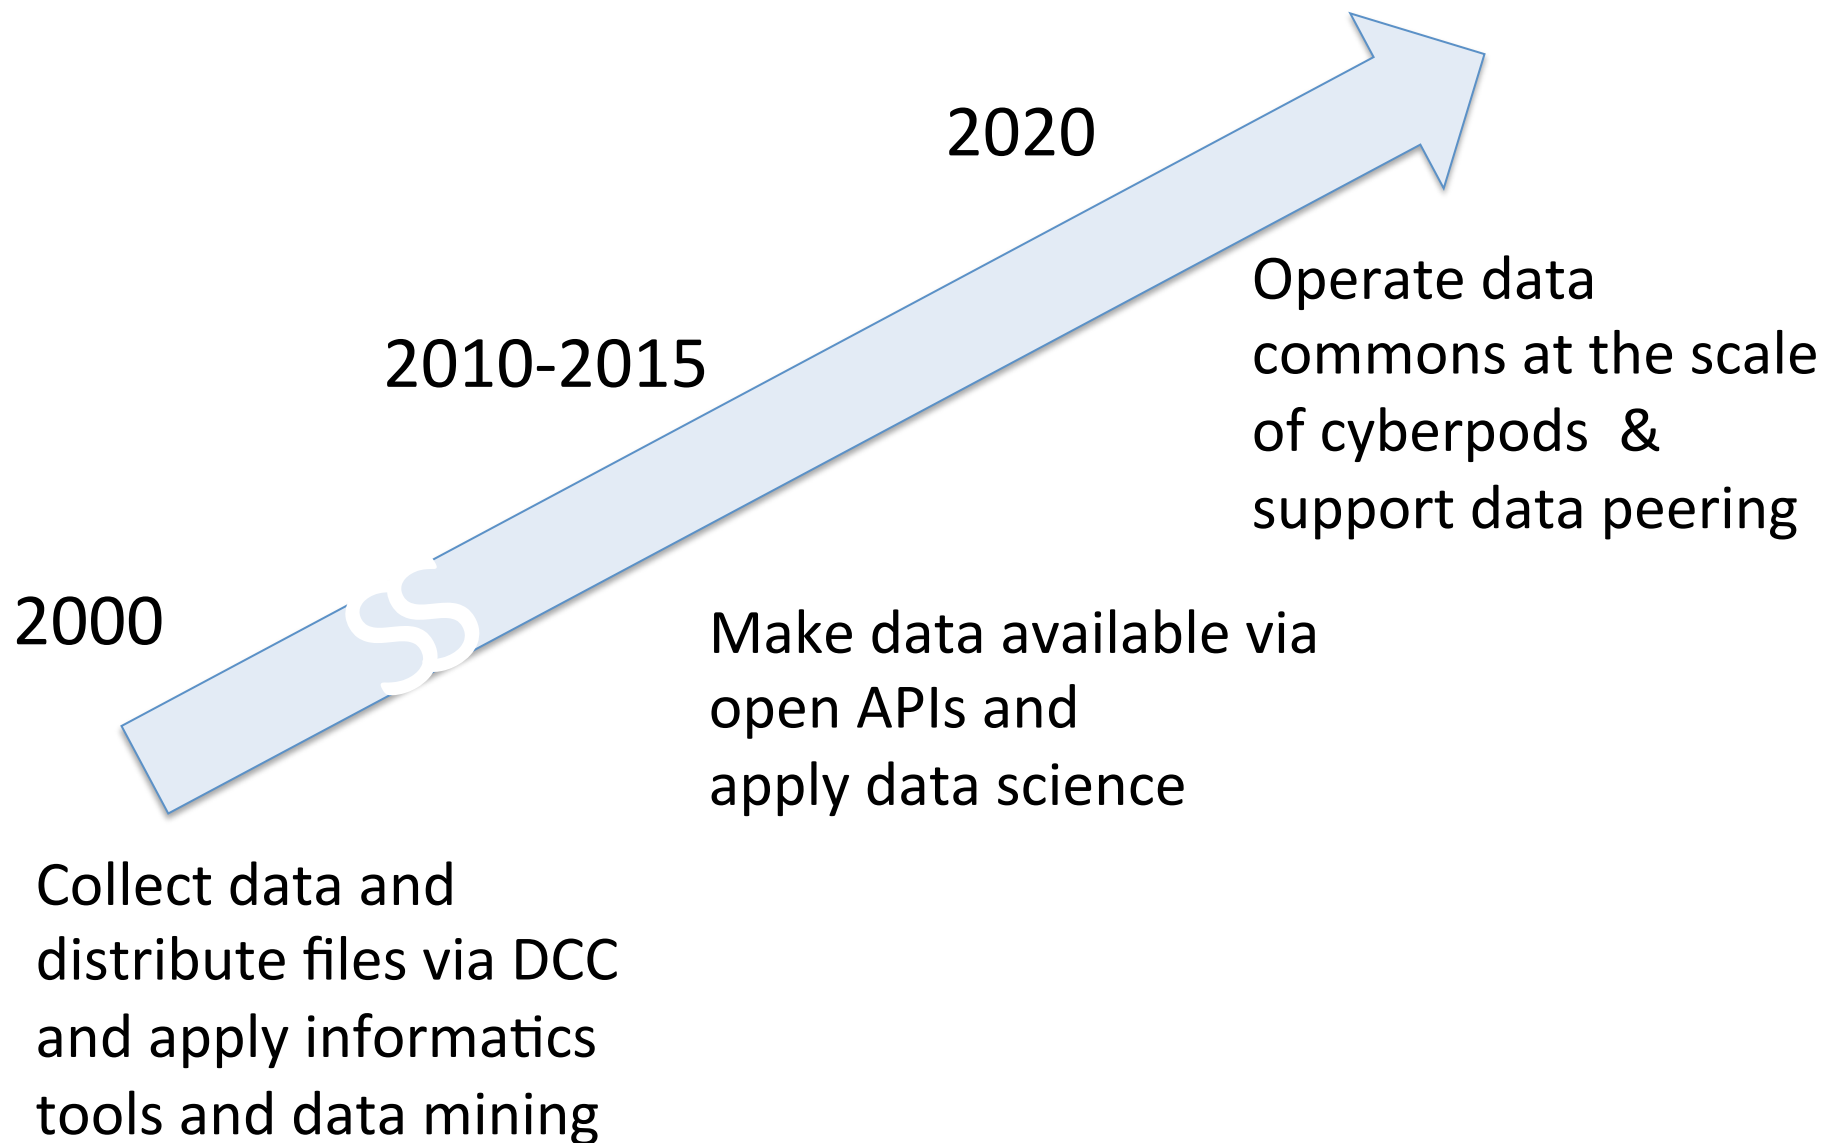 2020
Operate data
commons at the scale
of cyberpods &
support data peering
2010-2015
Make data available via
open APIs and
apply data science
2000
Collect data and
distribute files via DCC
and apply informatics
tools and data mining